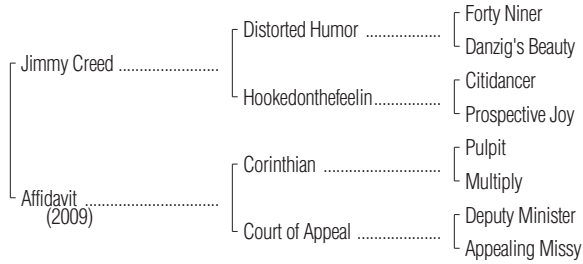 Forty Niner
Distorted Humor ..................
Danzig's Beauty
Jimmy Creed .......................
Citidancer
Hookedonthefeelin................
Prospective Joy
Pulpit
Corinthian ...........................
Multiply
Affidavit ...............................
(2009)
Deputy Minister
Court of Appeal ...................
Appealing Missy